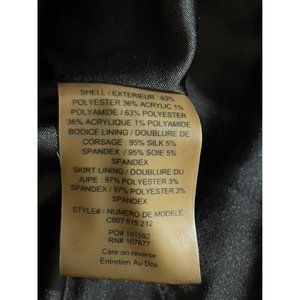 SHELL / EXTERIEUR : 63%
POLYESTER 36% ACRYLIC 1%
POLYAMIDE / 63% POLYESTER
36% ACRYLIQUE 1% POLYAMIDE
BODICE LINING / DOUBLURE DE
CORSAGE : 95% SILK 5%
SPANDEX / 95% SOIE 5%
SPANDEX
SKIRT LINING / DOUBLURE DU
JUPE : 97% POLYESTER 3%
SPANDEX / 97% POLYESTER 3%
SPANDEX
STYLE# / NUMERO DE MODELE
C807 515 212
PO# 101592
RN# 107677
Care on reverse
Entretien Au Dos